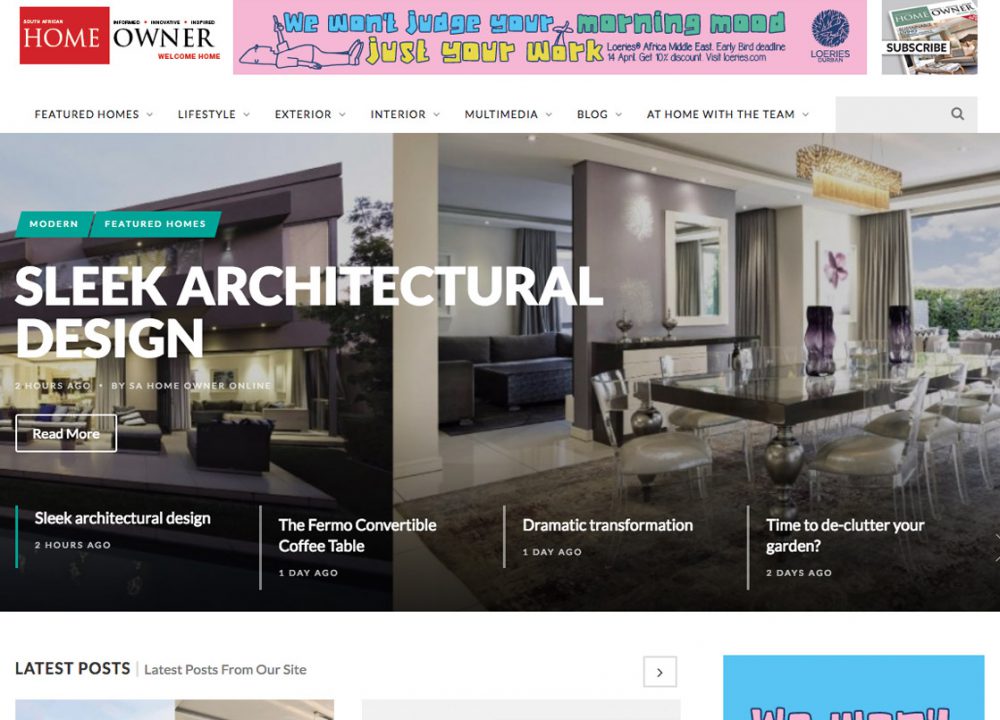 SOUTH AFRICAN
HOME OWNER
INFORMED • INNOVATIVE • INSPIRED
WELCOME HOME
We won't judge your morning mood
just your work
Loeries® Africa Middle East. Early Bird deadline
14 April. Get 10% discount. Visit loeries.com
LOERIES
DURBAN
HOME OWNER
SUBSCRIBE
FEATURED HOMES
LIFESTYLE
EXTERIOR
INTERIOR
MULTIMEDIA
BLOG
AT HOME WITH THE TEAM
MODERN
FEATURED HOMES
SLEEK ARCHITECTURAL
DESIGN
2 HOURS AGO • BY SA HOME OWNER ONLINE
Read More
Sleek architectural design
2 HOURS AGO
The Fermo Convertible
Coffee Table
1 DAY AGO
Dramatic transformation
1 DAY AGO
Time to de-clutter your
garden?
2 DAYS AGO
LATEST POSTS | Latest Posts From Our Site
We won't